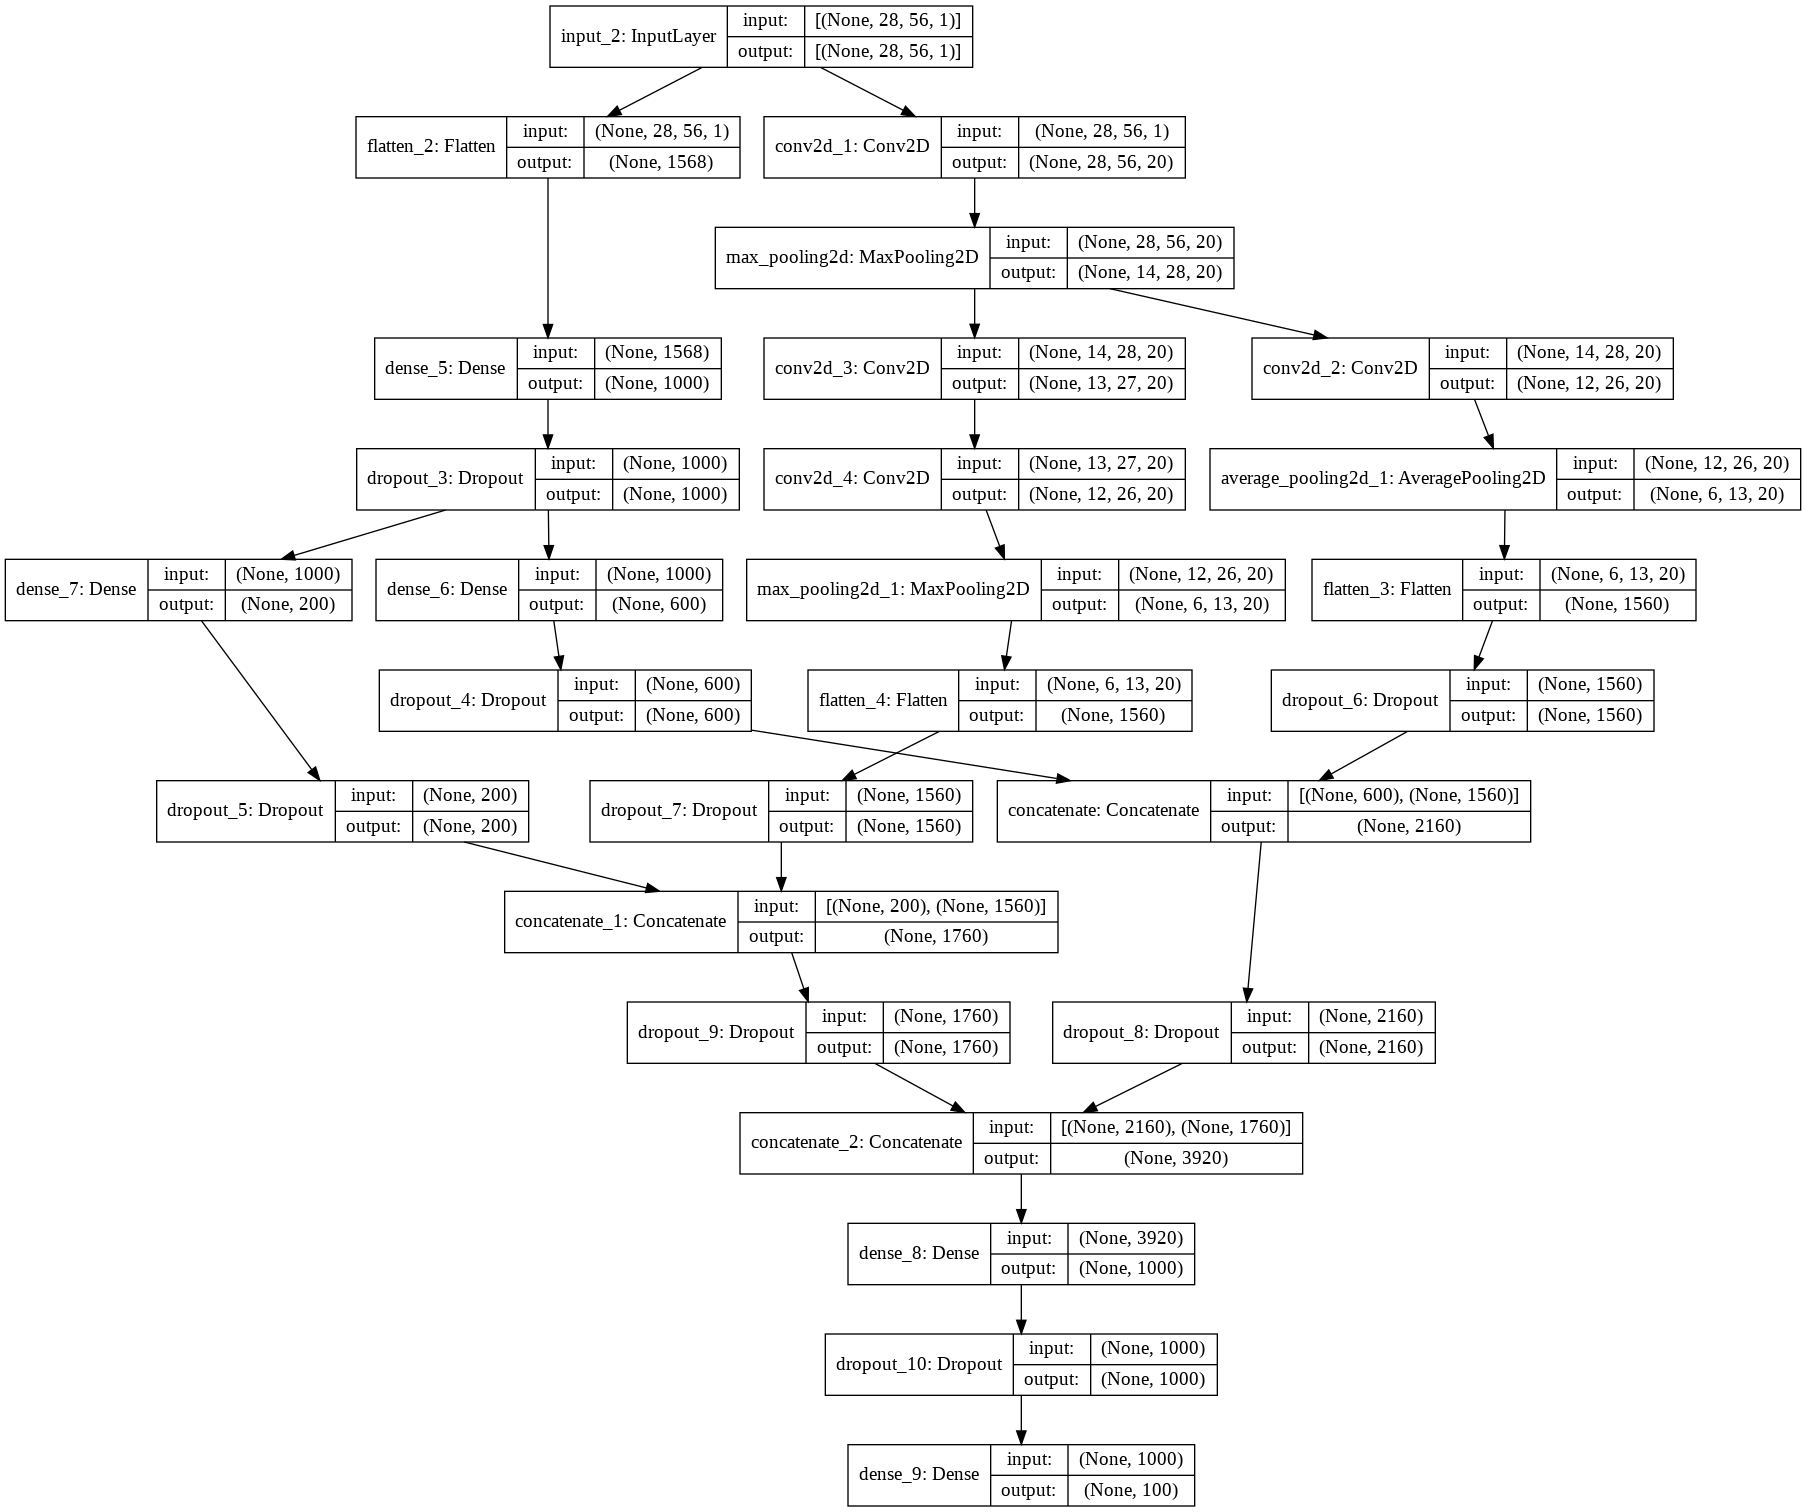 input_2: InputLayer
input: [(None, 28, 56, 1)]
output: [(None, 28, 56, 1)]
flatten_2: Flatten
input: (None, 28, 56, 1)
output: (None, 1568)
conv2d_1: Conv2D
input: (None, 28, 56, 1)
output: (None, 28, 56, 20)
max_pooling2d: MaxPooling2D
input: (None, 28, 56, 20)
output: (None, 14, 28, 20)
dense_5: Dense
input: (None, 1568)
output: (None, 1000)
conv2d_3: Conv2D
input: (None, 14, 28, 20)
output: (None, 13, 27, 20)
conv2d_2: Conv2D
input: (None, 14, 28, 20)
output: (None, 12, 26, 20)
dropout_3: Dropout
input: (None, 1000)
output: (None, 1000)
conv2d_4: Conv2D
input: (None, 13, 27, 20)
output: (None, 12, 26, 20)
average_pooling2d_1: AveragePooling2D
input: (None, 12, 26, 20)
output: (None, 6, 13, 20)
dense_7: Dense
input: (None, 1000)
output: (None, 200)
dense_6: Dense
input: (None, 1000)
output: (None, 600)
max_pooling2d_1: MaxPooling2D
input: (None, 12, 26, 20)
output: (None, 6, 13, 20)
flatten_3: Flatten
input: (None, 6, 13, 20)
output: (None, 1560)
dropout_4: Dropout
input: (None, 600)
output: (None, 600)
flatten_4: Flatten
input: (None, 6, 13, 20)
output: (None, 1560)
dropout_6: Dropout
input: (None, 1560)
output: (None, 1560)
dropout_5: Dropout
input: (None, 200)
output: (None, 200)
dropout_7: Dropout
input: (None, 1560)
output: (None, 1560)
concatenate: Concatenate
input: [(None, 600), (None, 1560)]
output: (None, 2160)
concatenate_1: Concatenate
input: [(None, 200), (None, 1560)]
output: (None, 1760)
dropout_9: Dropout
input: (None, 1760)
output: (None, 1760)
dropout_8: Dropout
input: (None, 2160)
output: (None, 2160)
concatenate_2: Concatenate
input: [(None, 2160), (None, 1760)]
output: (None, 3920)
dense_8: Dense
input: (None, 3920)
output: (None, 1000)
dropout_10: Dropout
input: (None, 1000)
output: (None, 1000)
dense_9: Dense
input: (None, 1000)
output: (None, 100)